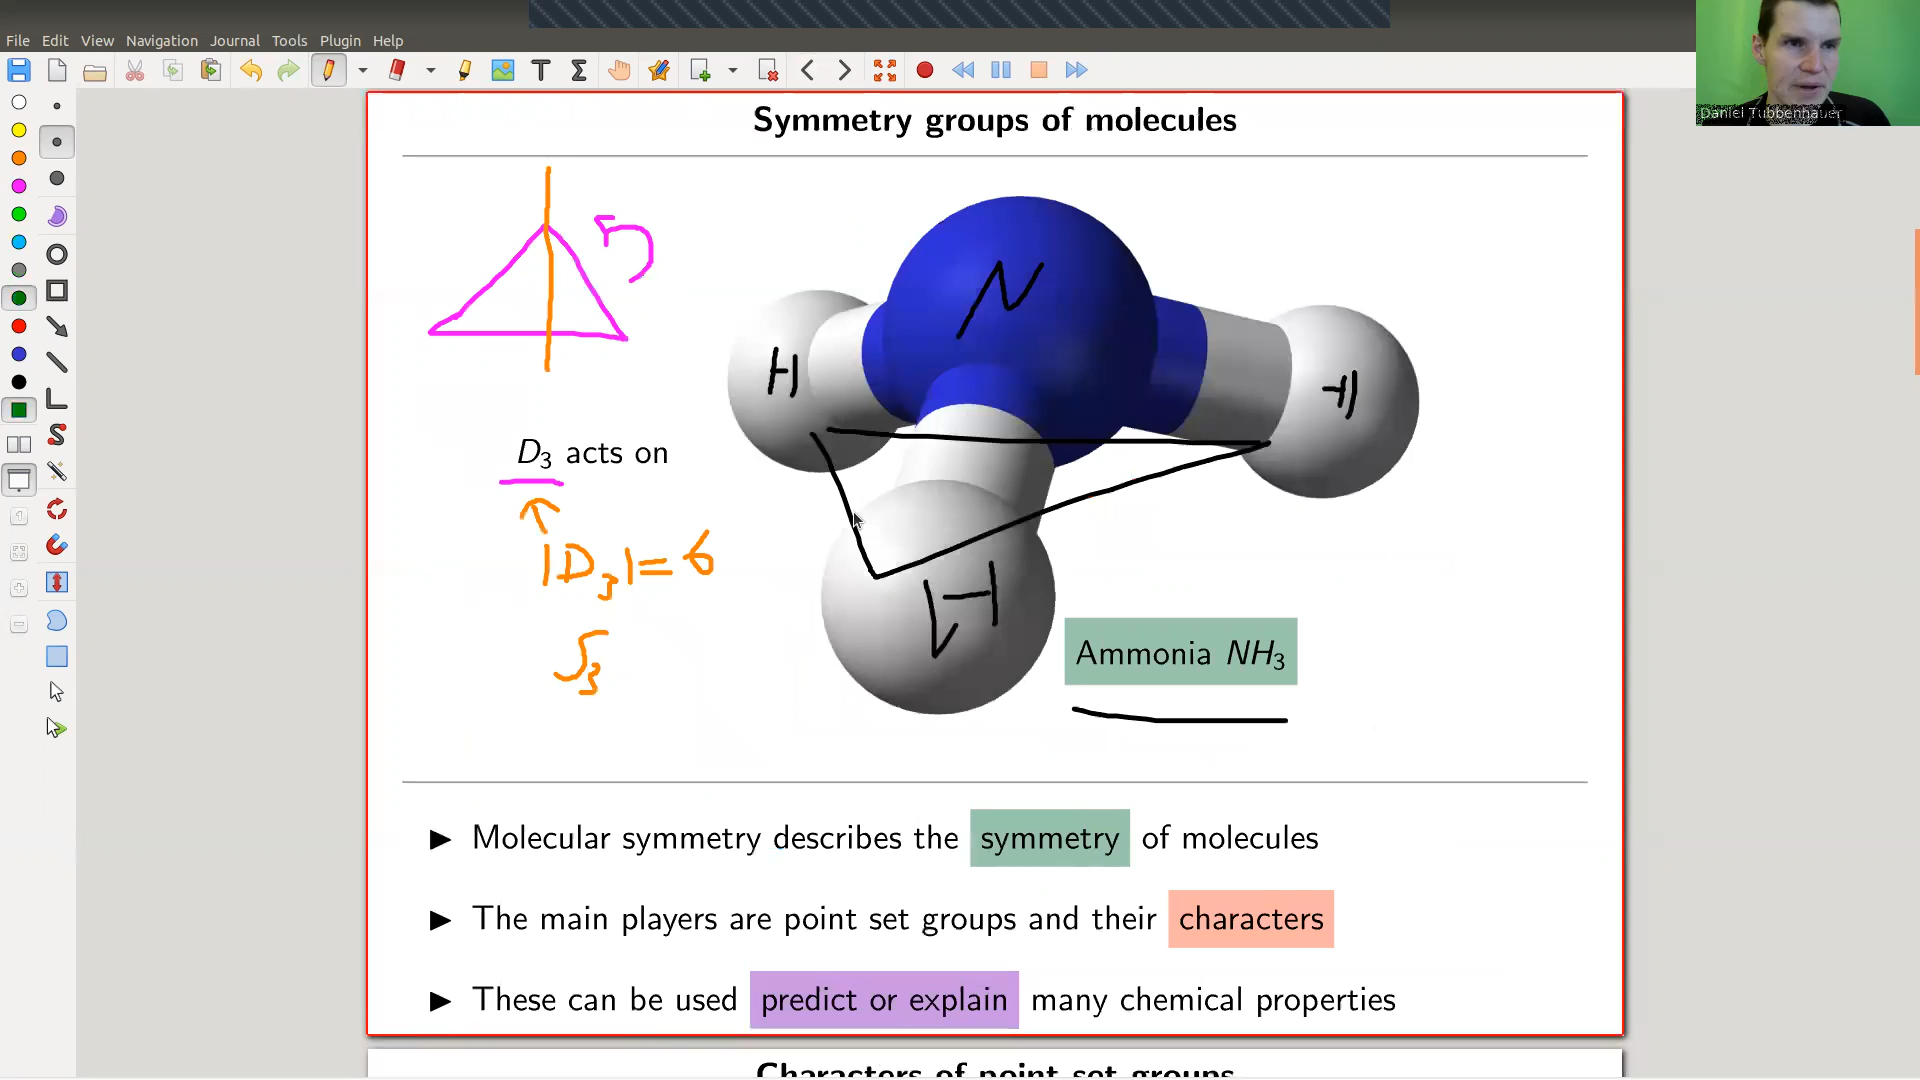 File Edit View Navigation Journal Tools Plugin Help
Daniel Tubbenhauer
Symmetry groups of molecules
N
H
H
H
D3 acts on
|D3| = 6
S3
Ammonia NH3
▶ Molecular symmetry describes the symmetry of molecules
▶ The main players are point set groups and their characters
▶ These can be used predict or explain many chemical properties
Characters of point set groups